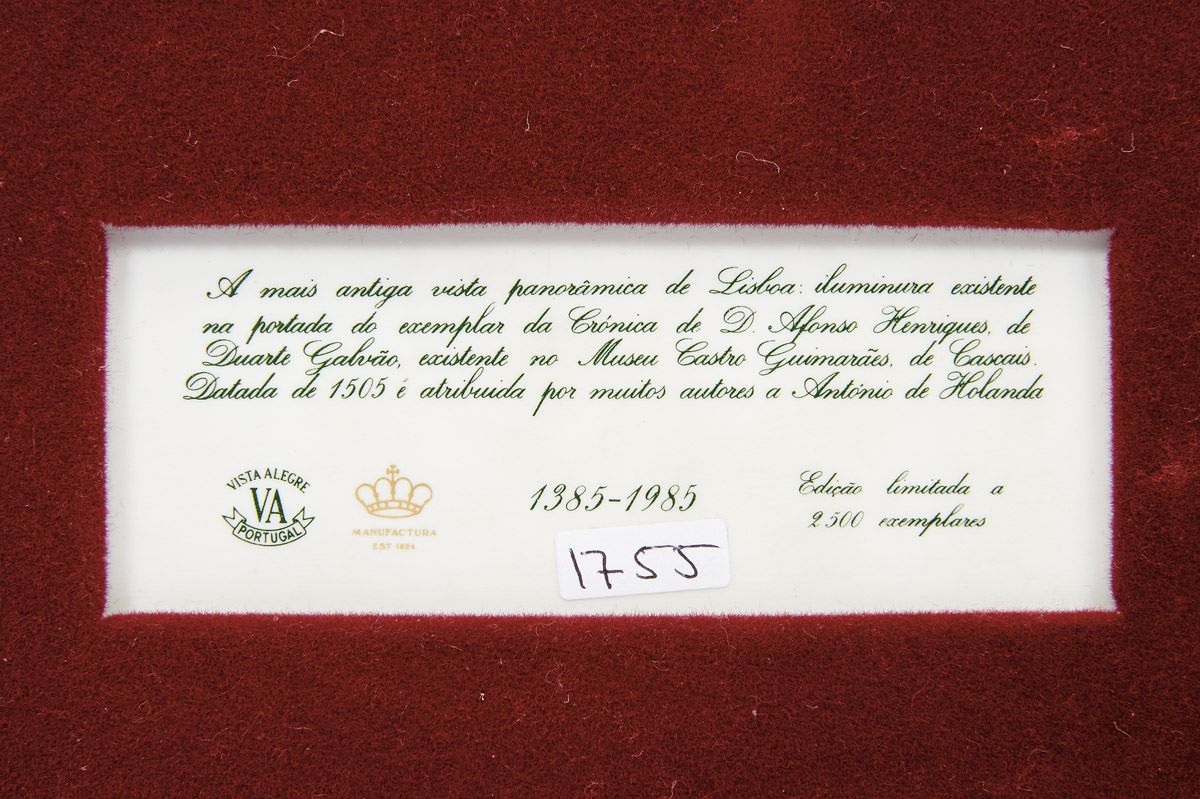 A mais antiga vista panorâmica de Lisboa: iluminura existente
na portada do exemplar da Crónica de D. Afonso Henriques, de
Duarte Galvão, existente no Museu Castro Guimarães, de Cascais.
Datada de 1505 é atribuida por muitos autores a António de Holanda
VISTA ALEGRE
VA
PORTUGAL
MANUFACTURA
EST 1824
1385-1985
Edição limitada a
2500 exemplares
1755